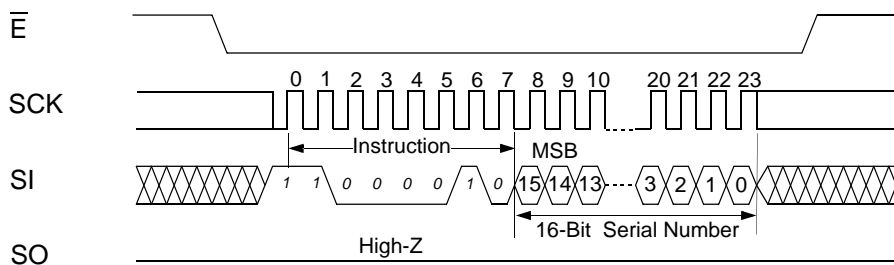 E
0 1 2 3 4 5 6 7 8 9 10 20 21 22 23
SCK
Instruction MSB
SI 1 1 0 0 0 0 1 0 15 14 13 3 2 1 0
16-Bit Serial Number
High-Z
SO